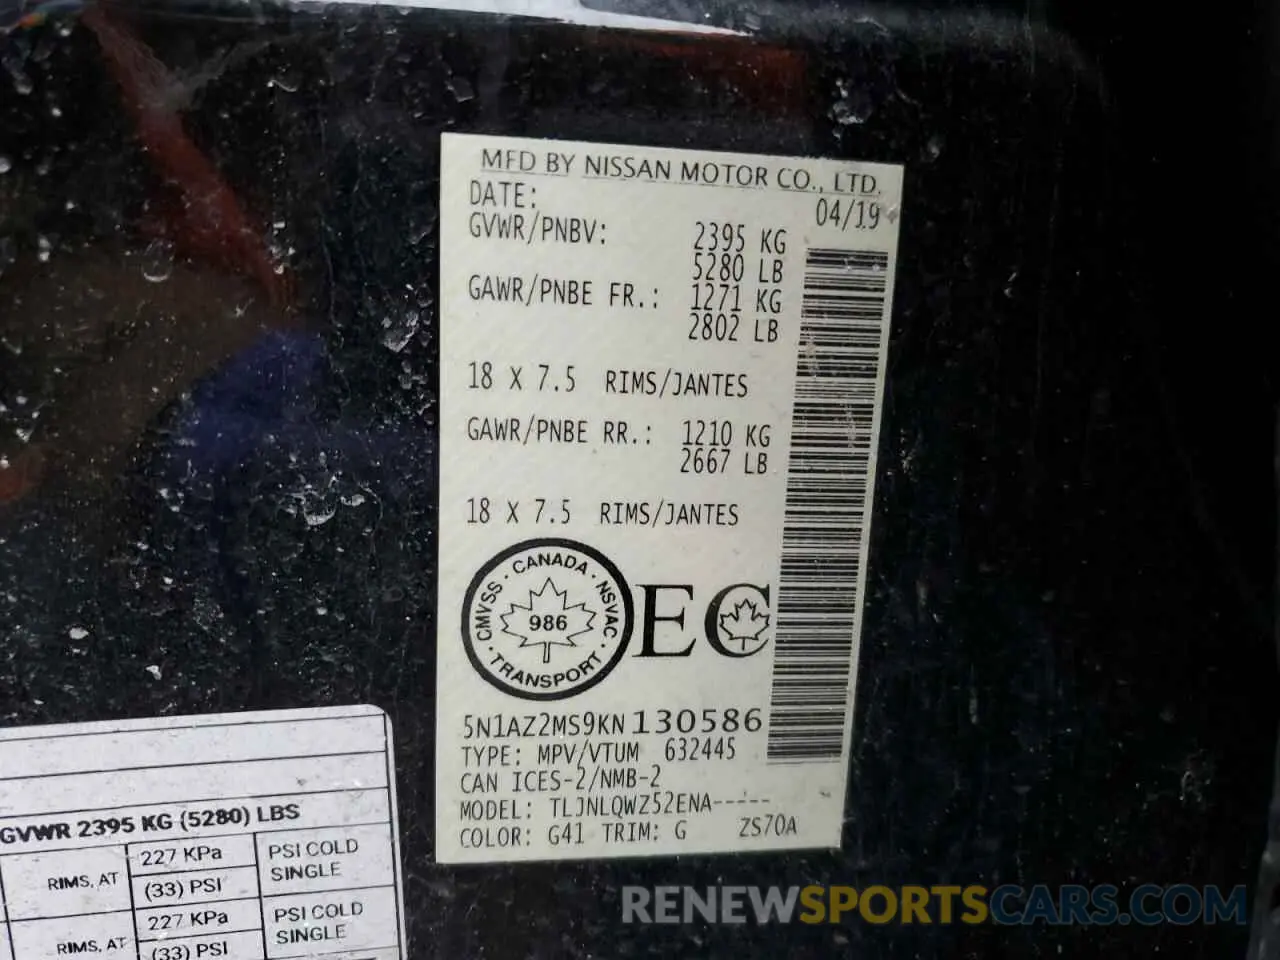 MFD BY NISSAN MOTOR CO., LTD.
DATE: 04/19
GVWR/PNBV: 2395 KG
5280 LB
GAWR/PNBE FR.: 1271 KG
2802 LB
18 X 7.5 RIMS/JANTES
GAWR/PNBE RR.: 1210 KG
2667 LB
18 X 7.5 RIMS/JANTES
CMVSS · CANADA · NSVAC · TRANSPORT ·
986
EC
5N1AZ2MS9KN130586
TYPE: MPV/VTUM 632445
CAN ICES-2/NMB-2
MODEL: TLJNLQWZ52ENA-----
COLOR: G41 TRIM: G ZS70A
GVWR 2395 KG (5280) LBS
RIMS, AT 227 KPa PSI COLD
(33) PSI SINGLE
RIMS, AT 227 KPa PSI COLD
(33) PSI SINGLE
RENEWSPORTSCARS.COM